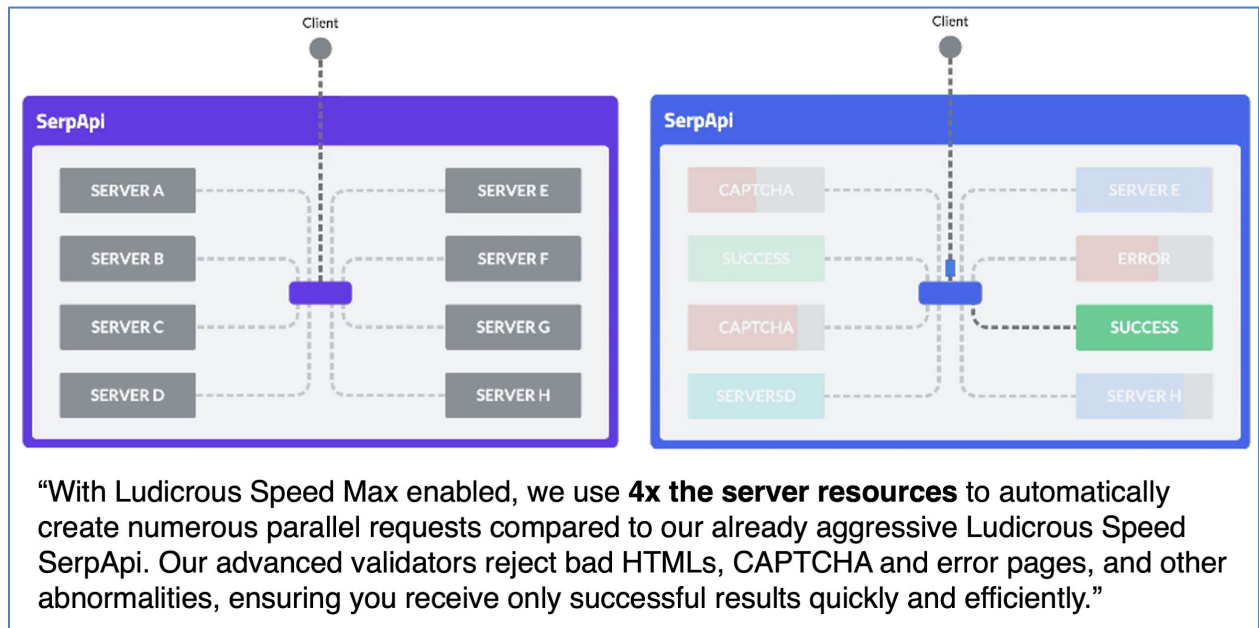 Client
SerpApi
SERVER A
SERVER B
SERVER C
SERVER D
SERVER E
SERVER F
SERVER G
SERVER H
Client
SerpApi
CAPTCHA
SUCCESS
CAPTCHA
SERVERSD
SERVER E
ERROR
SUCCESS
SERVER H
“With Ludicrous Speed Max enabled, we use 4x the server resources to automatically
create numerous parallel requests compared to our already aggressive Ludicrous Speed
SerpApi. Our advanced validators reject bad HTMLs, CAPTCHA and error pages, and other
abnormalities, ensuring you receive only successful results quickly and efficiently.”